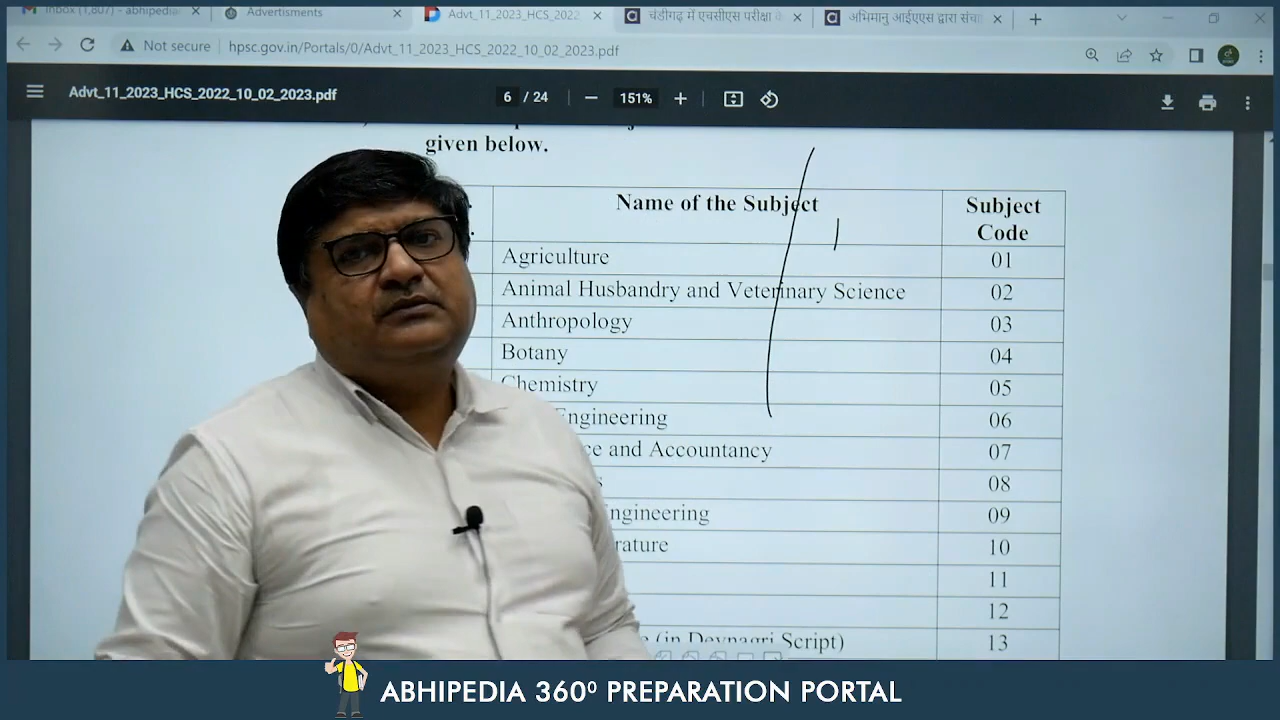 Inbox (1,807) - abhipedia
Advertisments
Advt_11_2023_HCS_2022
चंडीगढ़ में एचसीएस परीक्षा
अभिमानु आईएएस द्वारा संचा
Not secure
hpsc.gov.in/Portals/0/Advt_11_2023_HCS_2022_10_02_2023.pdf
Advt_11_2023_HCS_2022_10_02_2023.pdf
6 / 24
151%
given below.
Name of the Subject
Subject Code
Agriculture 01
Animal Husbandry and Veterinary Science 02
Anthropology 03
Botany 04
Chemistry 05
Engineering 06
and Accountancy 07
08
Engineering 09
10
11
12
(in Devnagri Script) 13
ABHIPEDIA 360⁰ PREPARATION PORTAL